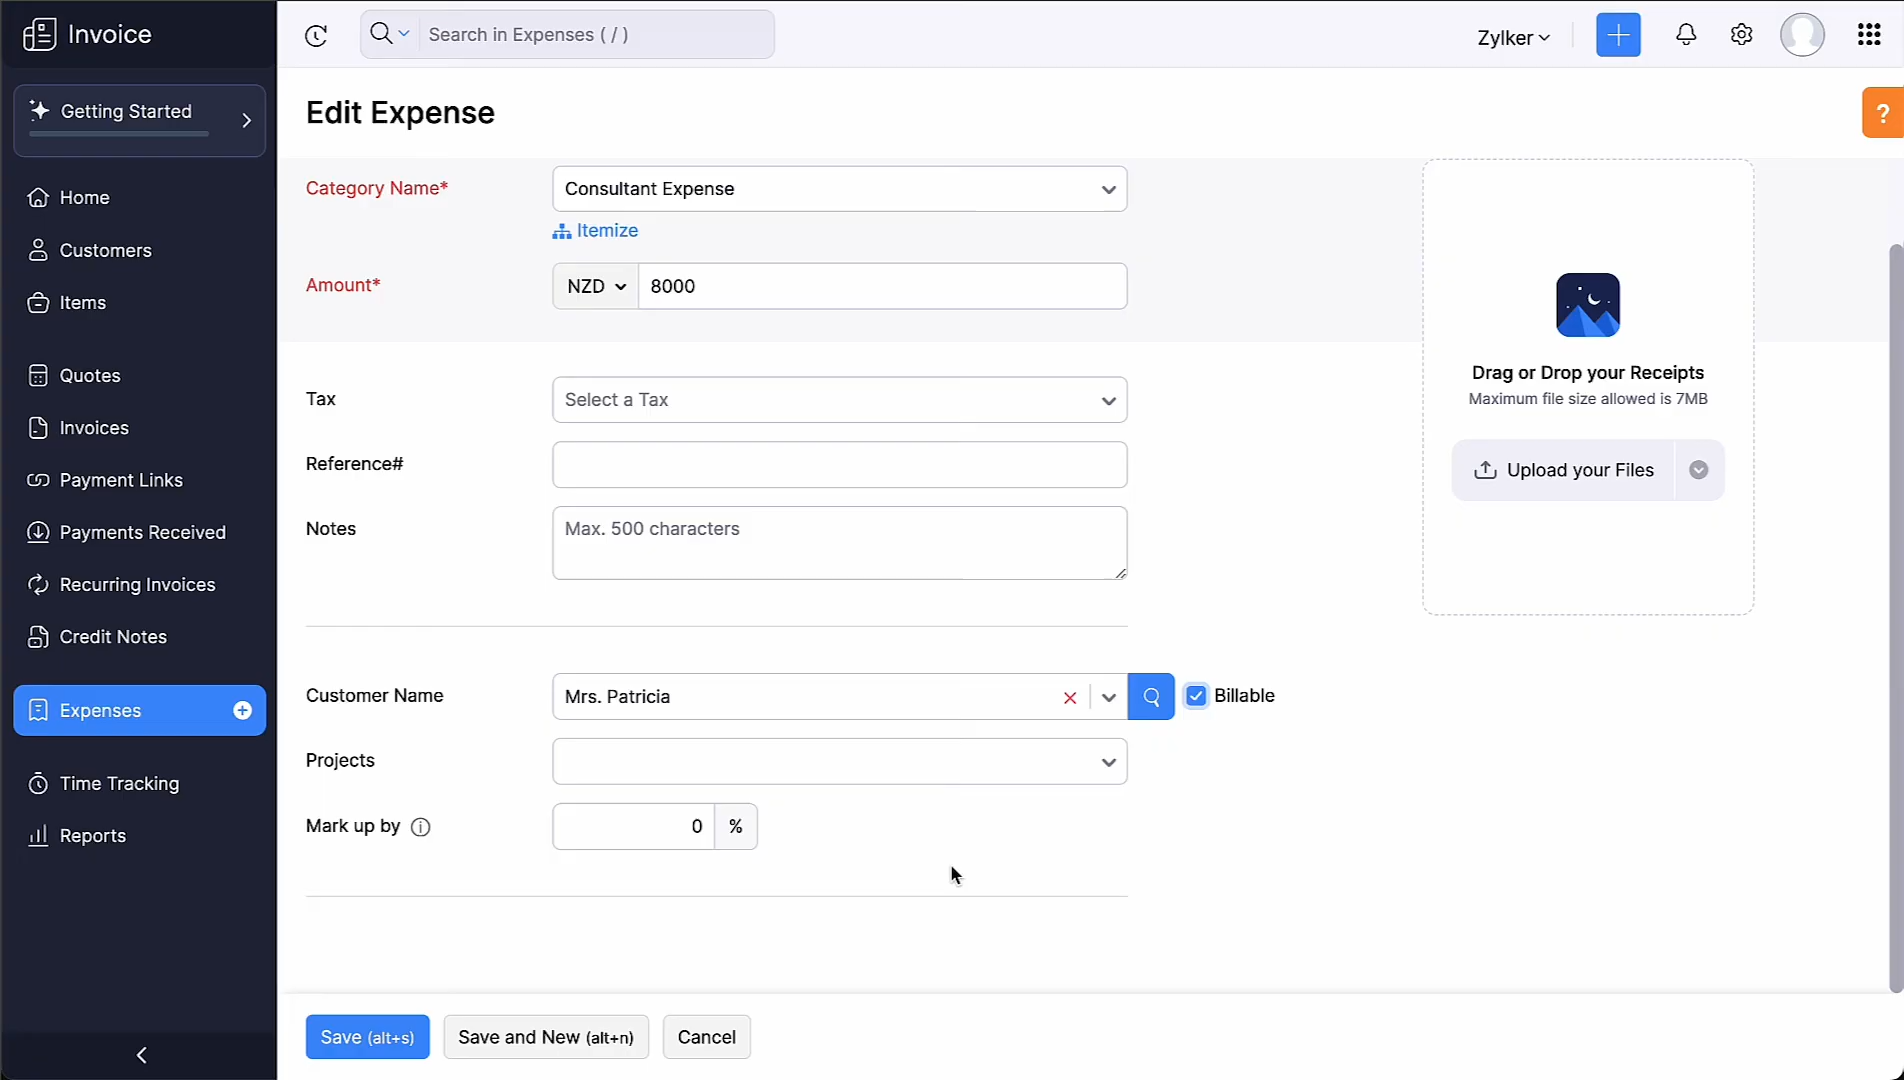 Invoice
Search in Expenses ( / )
Zylker
Getting Started
Edit Expense
?
Home
Customers
Items
Quotes
Invoices
Payment Links
Payments Received
Recurring Invoices
Credit Notes
Expenses
Time Tracking
Reports
Category Name*
Consultant Expense
Itemize
Amount*
NZD
8000
Tax
Select a Tax
Reference#
Notes
Max. 500 characters
Drag or Drop your Receipts
Maximum file size allowed is 7MB
Upload your Files
Customer Name
Mrs. Patricia
Billable
Projects
Mark up by
0
%
Save (alt+s)
Save and New (alt+n)
Cancel